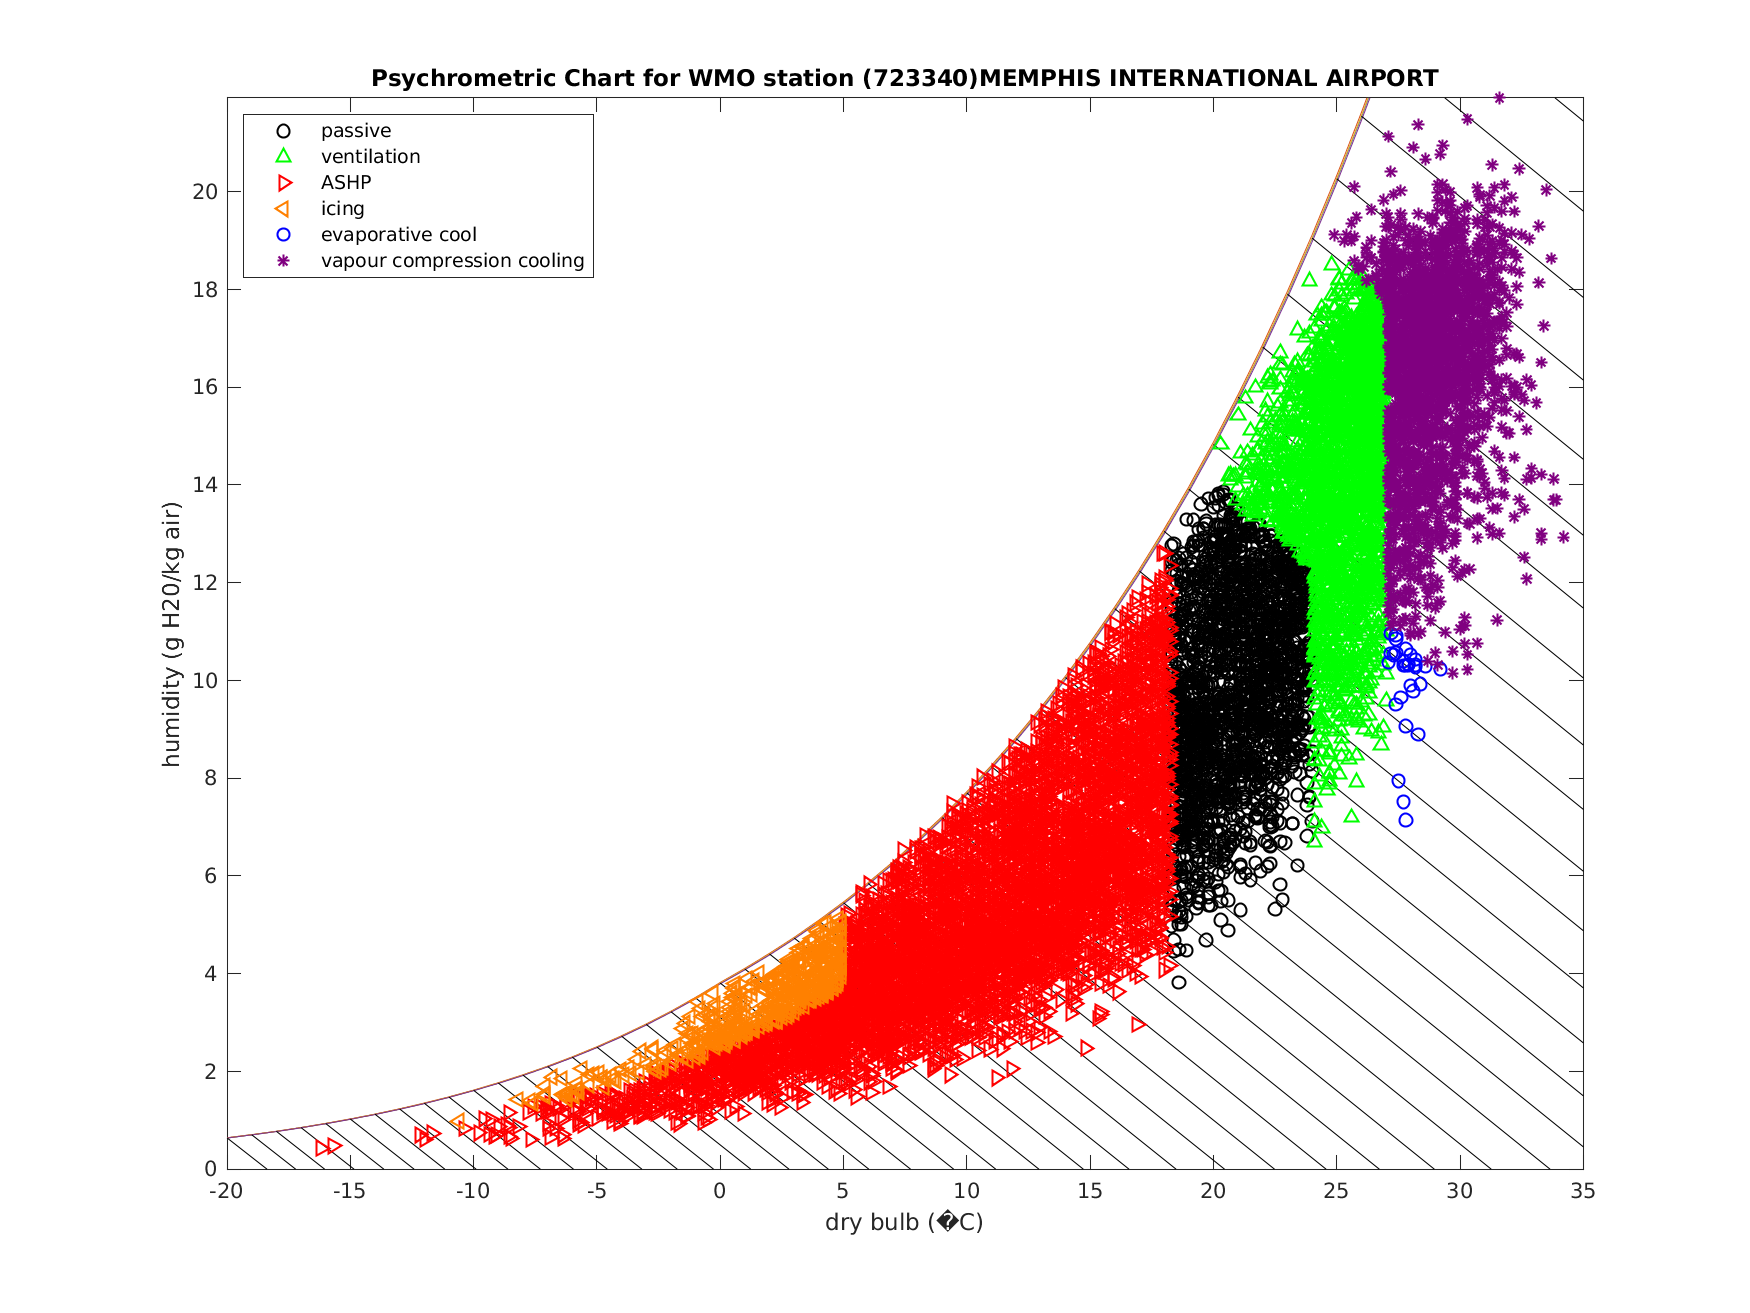 Psychrometric Chart for WMO station (723340)MEMPHIS INTERNATIONAL AIRPORT
passive
ventilation
ASHP
icing
evaporative cool
vapour compression cooling
humidity (g H20/kg air)
20
18
16
14
12
10
8
6
4
2
0
-20 -15 -10 -5 0 5 10 15 20 25 30 35
dry bulb (�C)